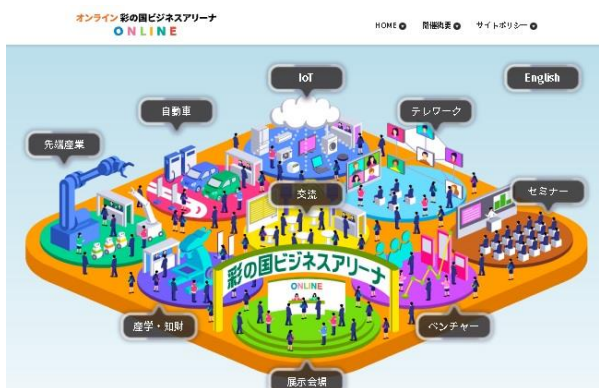 オンライン 彩の国ビジネスアリーナ
ONLINE
HOME
開催概要
サイトポリシー
IoT
English
自動車
テレワーク
先端産業
交流
セミナー
彩の国ビジネスアリーナ
ONLINE
産学・知財
ベンチャー
展示会場